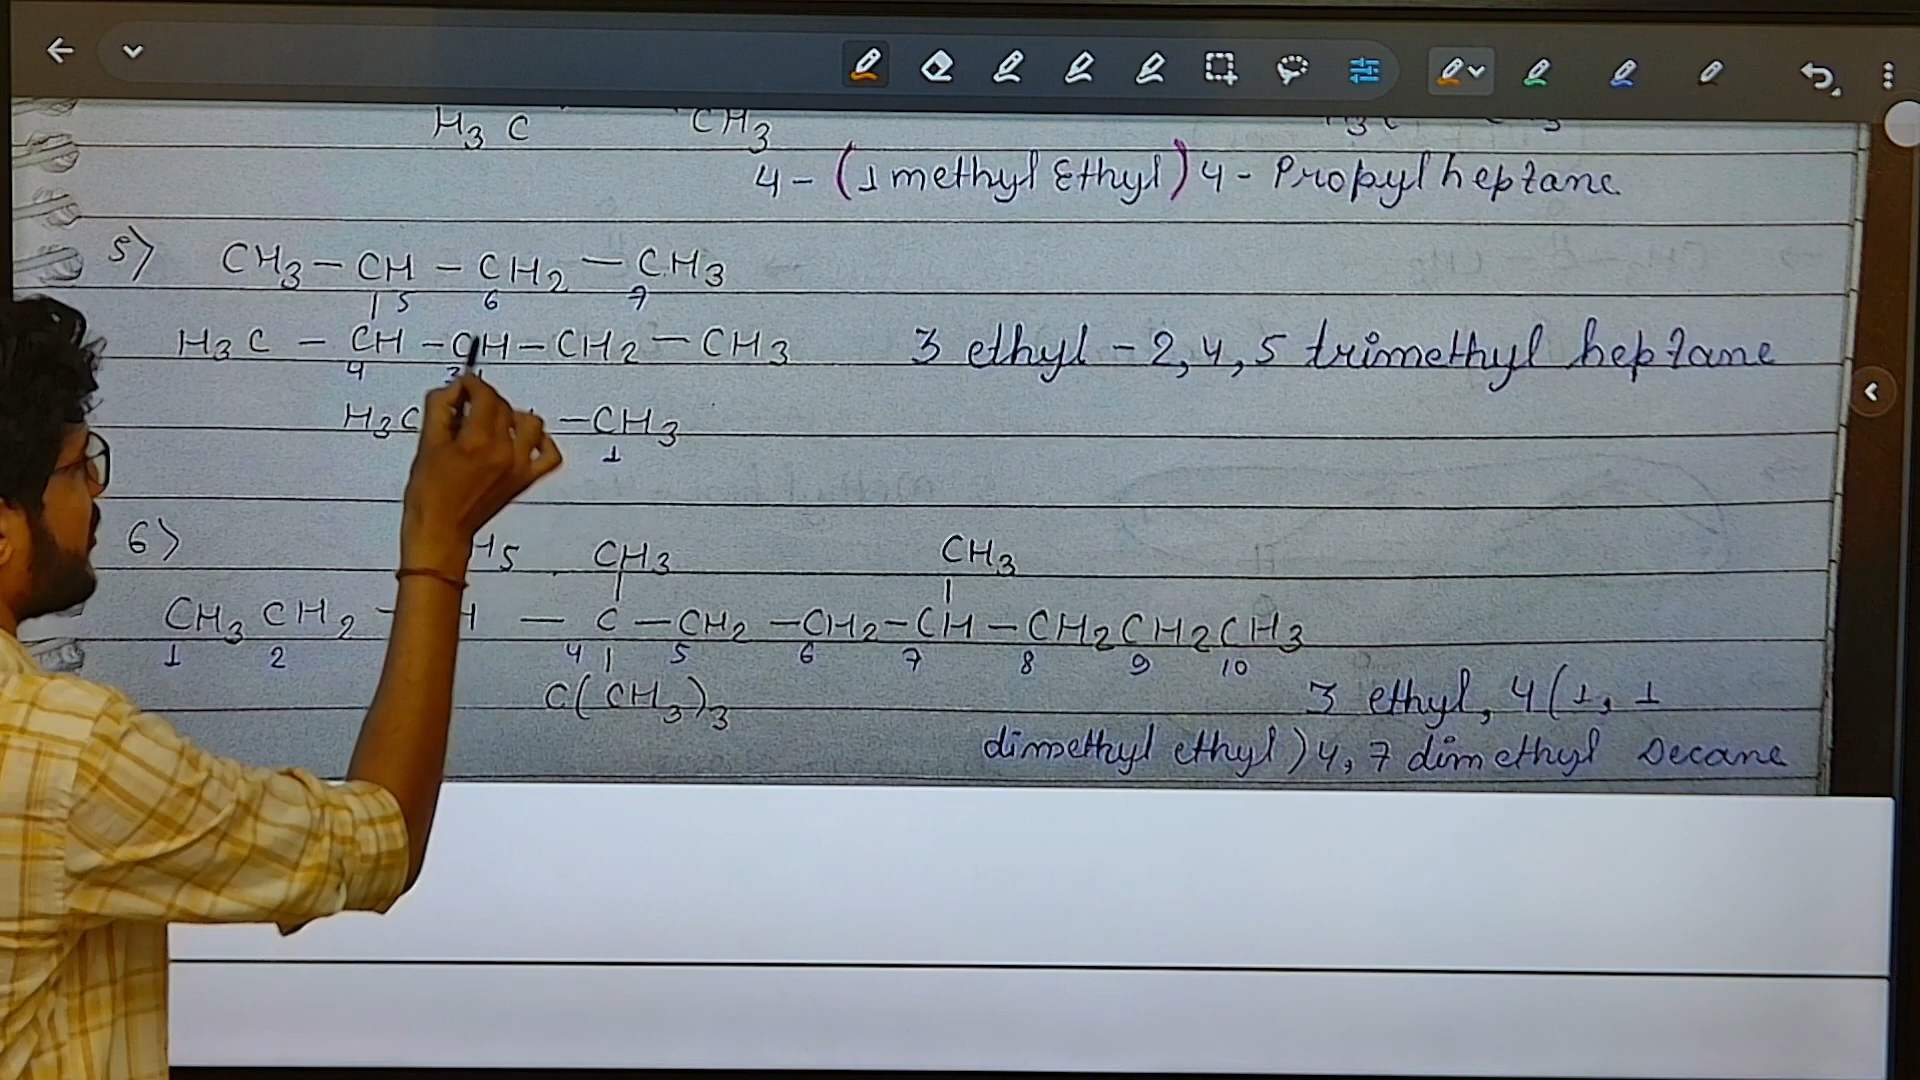 H3 C CH3
4 - (1 methyl Ethyl) 4 - Propyl heptane
5) CH3 - CH - CH2 - CH3
5 6 7
H3 C - CH - CH - CH2 - CH3 3 ethyl - 2, 4, 5 trimethyl heptane
4 3
H3C - CH3
1
6) H5 CH3 CH3
CH3 CH2 - H - C - CH2 - CH2 - CH - CH2 CH2 CH3
1 2 4 5 6 7 8 9 10
C(CH3)3 3 ethyl, 4 (1, 1
dimethyl ethyl) 4, 7 dimethyl Decane